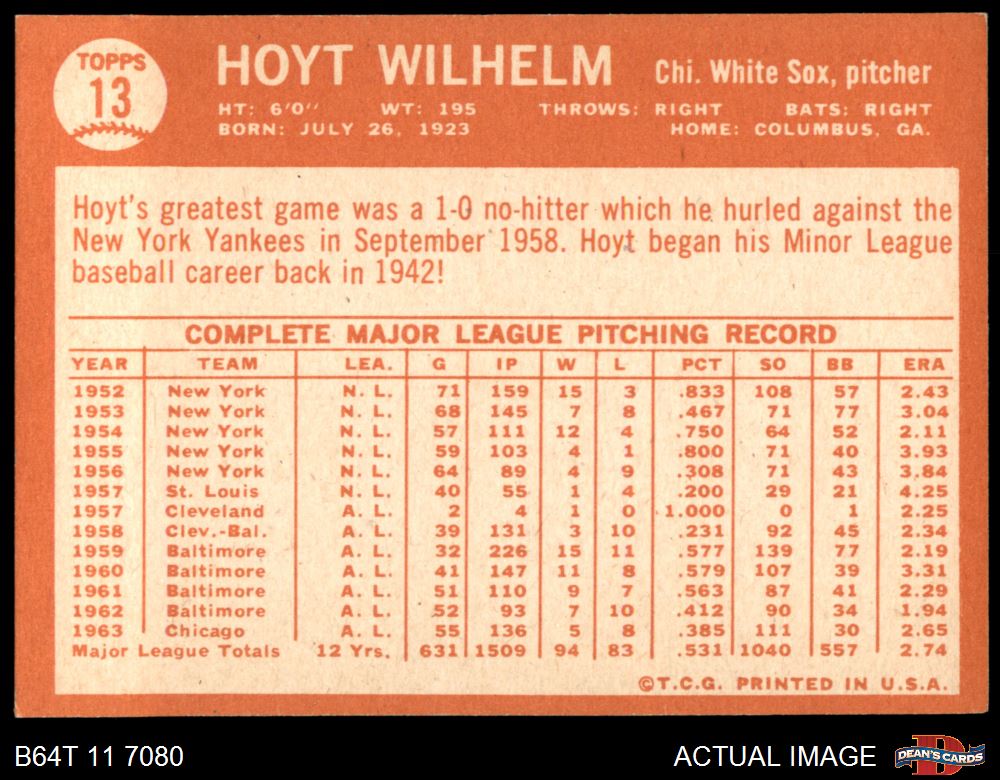 TOPPS
13
HOYT WILHELM Chi. White Sox, pitcher
HT: 6'0" WT: 195 THROWS: RIGHT BATS: RIGHT
BORN: JULY 26, 1923 HOME: COLUMBUS, GA.
Hoyt's greatest game was a 1-0 no-hitter which he hurled against the
New York Yankees in September 1958. Hoyt began his Minor League
baseball career back in 1942!
COMPLETE MAJOR LEAGUE PITCHING RECORD
YEAR TEAM LEA. G IP W L PCT SO BB ERA
1952 New York N. L. 71 159 15 3 .833 108 57 2.43
1953 New York N. L. 68 145 7 8 .467 71 77 3.04
1954 New York N. L. 57 111 12 4 .750 64 52 2.11
1955 New York N. L. 59 103 4 1 .800 71 40 3.93
1956 New York N. L. 64 89 4 9 .308 71 43 3.84
1957 St. Louis N. L. 40 55 1 4 .200 29 21 4.25
1957 Cleveland A. L. 2 4 1 0 1.000 0 1 2.25
1958 Clev.-Bal. A. L. 39 131 3 10 .231 92 45 2.34
1959 Baltimore A. L. 32 226 15 11 .577 139 77 2.19
1960 Baltimore A. L. 41 147 11 8 .579 107 39 3.31
1961 Baltimore A. L. 51 110 9 7 .563 87 41 2.29
1962 Baltimore A. L. 52 93 7 10 .412 90 34 1.94
1963 Chicago A. L. 55 136 5 8 .385 111 30 2.65
Major League Totals 12 Yrs. 631 1509 94 83 .531 1040 557 2.74
©T.C.G. PRINTED IN U.S.A.
B64T 11 7080 ACTUAL IMAGE DEAN'S CARDS